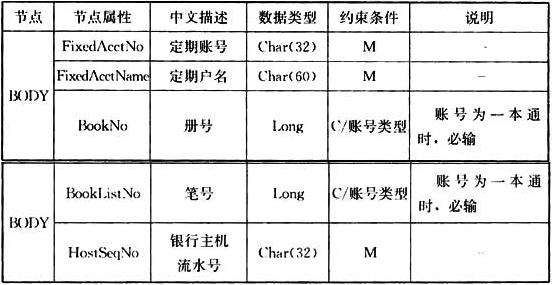 节点 节点属性 中文描述 数据类型 约束条件 说明
BODY
FixedAcctNo 定期账号 Char(32) M -
FixedAcctName 定期户名 Char(60) M -
BookNo 册号 Long C/账号类型 账号为一本通
时,必输
BODY
BookListNo 笔号 Long C/账号类型 账号为一本通
时,必输
HostSeqNo 银行主机
流水号 Char(32) M -